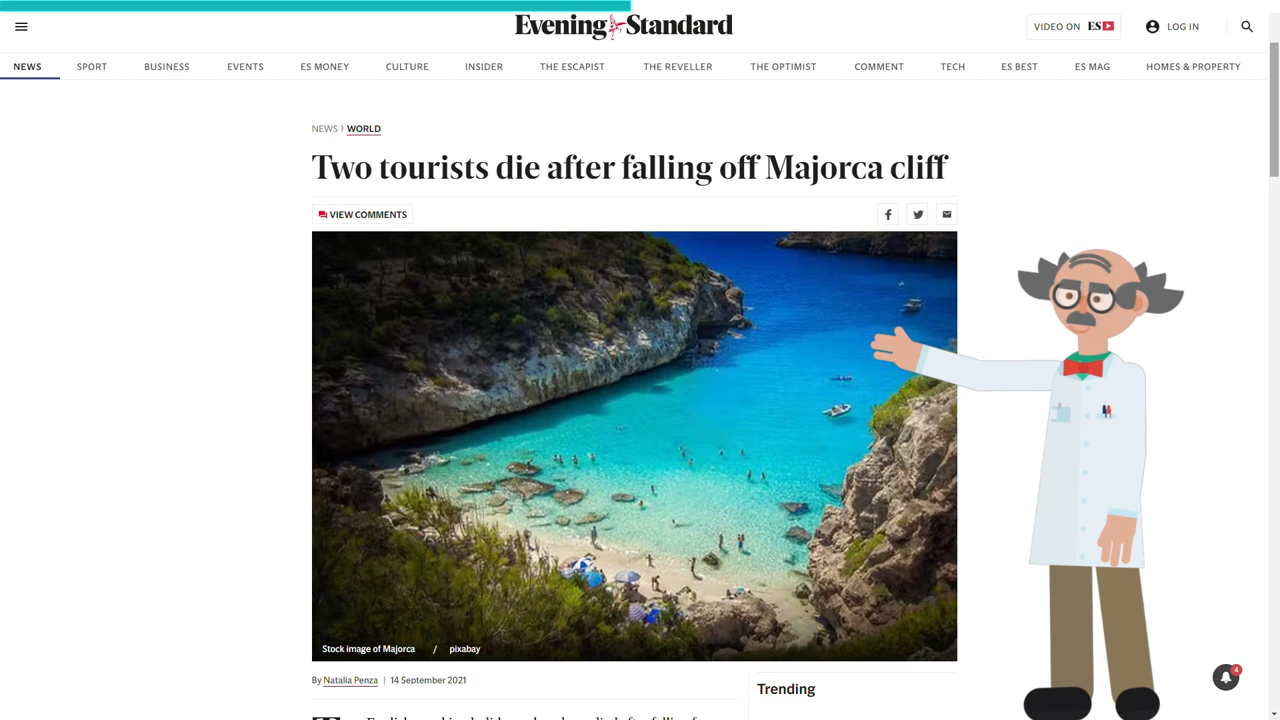 Evening Standard
VIDEO ON ES
LOG IN
NEWS SPORT BUSINESS EVENTS ES MONEY CULTURE INSIDER THE ESCAPIST THE REVELLER THE OPTIMIST COMMENT TECH ES BEST ES MAG HOMES & PROPERTY
NEWS › WORLD
Two tourists die after falling off Majorca cliff
VIEW COMMENTS
Stock image of Majorca / pixabay
By Natalia Penza | 14 September 2021
Trending
4